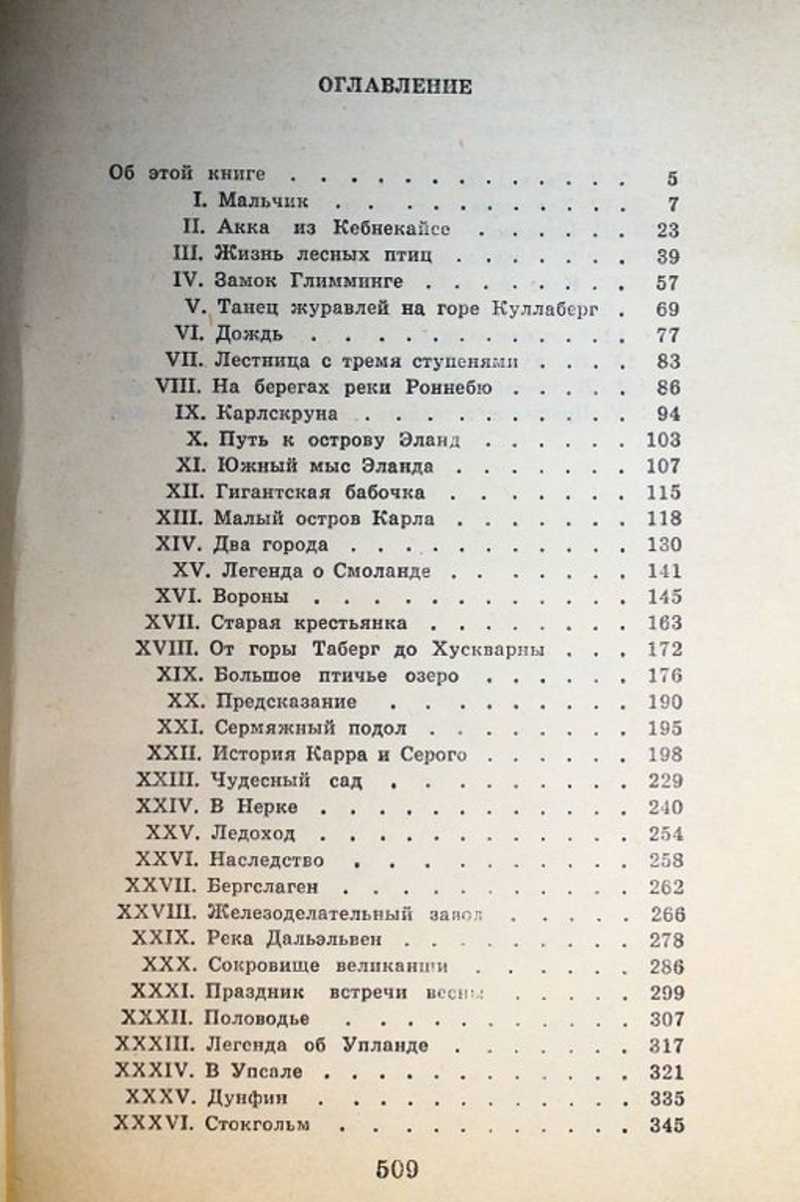 ОГЛАВЛЕНИЕ
Об этой книге . . . . . . . . . . . . . 5
I. Мальчик . . . . . . . . . . . 7
II. Акка из Кебнекайсе . . . . . . 23
III. Жизнь лесных птиц . . . . . . . 39
IV. Замок Глимминге . . . . . . . . 57
V. Танец журавлей на горе Куллаберг . 69
VI. Дождь . . . . . . . . . . . . 77
VII. Лестница с тремя ступенями . . . . 83
VIII. На берегах реки Роннебю . . . . . 86
IX. Карлскруна . . . . . . . . . . 94
X. Путь к острову Эланд . . . . . . 103
XI. Южный мыс Эланда . . . . . . . 107
XII. Гигантская бабочка . . . . . . . 115
XIII. Малый остров Карла . . . . . . . 118
XIV. Два города . . . . . . . . . . . 130
XV. Легенда о Смоланде . . . . . . . 141
XVI. Вороны . . . . . . . . . . . . 145
XVII. Старая крестьянка . . . . . . . . 163
XVIII. От горы Таберг до Хускварны . . . 172
XIX. Большое птичье озеро . . . . . . 176
XX. Предсказание . . . . . . . . . . 190
XXI. Сермяжный подол . . . . . . . . 195
XXII. История Карра и Серого . . . . . . 198
XXIII. Чудесный сад . . . . . . . . . . 229
XXIV. В Нерке . . . . . . . . . . . . 240
XXV. Ледоход . . . . . . . . . . . . 254
XXVI. Наследство . . . . . . . . . . . 258
XXVII. Бергслаген . . . . . . . . . . . 262
XXVIII. Железоделательный завод . . . . . 266
XXIX. Река Дальэльвен . . . . . . . . . 278
XXX. Сокровище великанши . . . . . . 286
XXXI. Праздник встречи весны . . . . . 299
XXXII. Половодье . . . . . . . . . . . 307
XXXIII. Легенда об Упланде . . . . . . . 317
XXXIV. В Упсале . . . . . . . . . . . . 321
XXXV. Дунфин . . . . . . . . . . . . 335
XXXVI. Стокгольм . . . . . . . . . . . 345
509